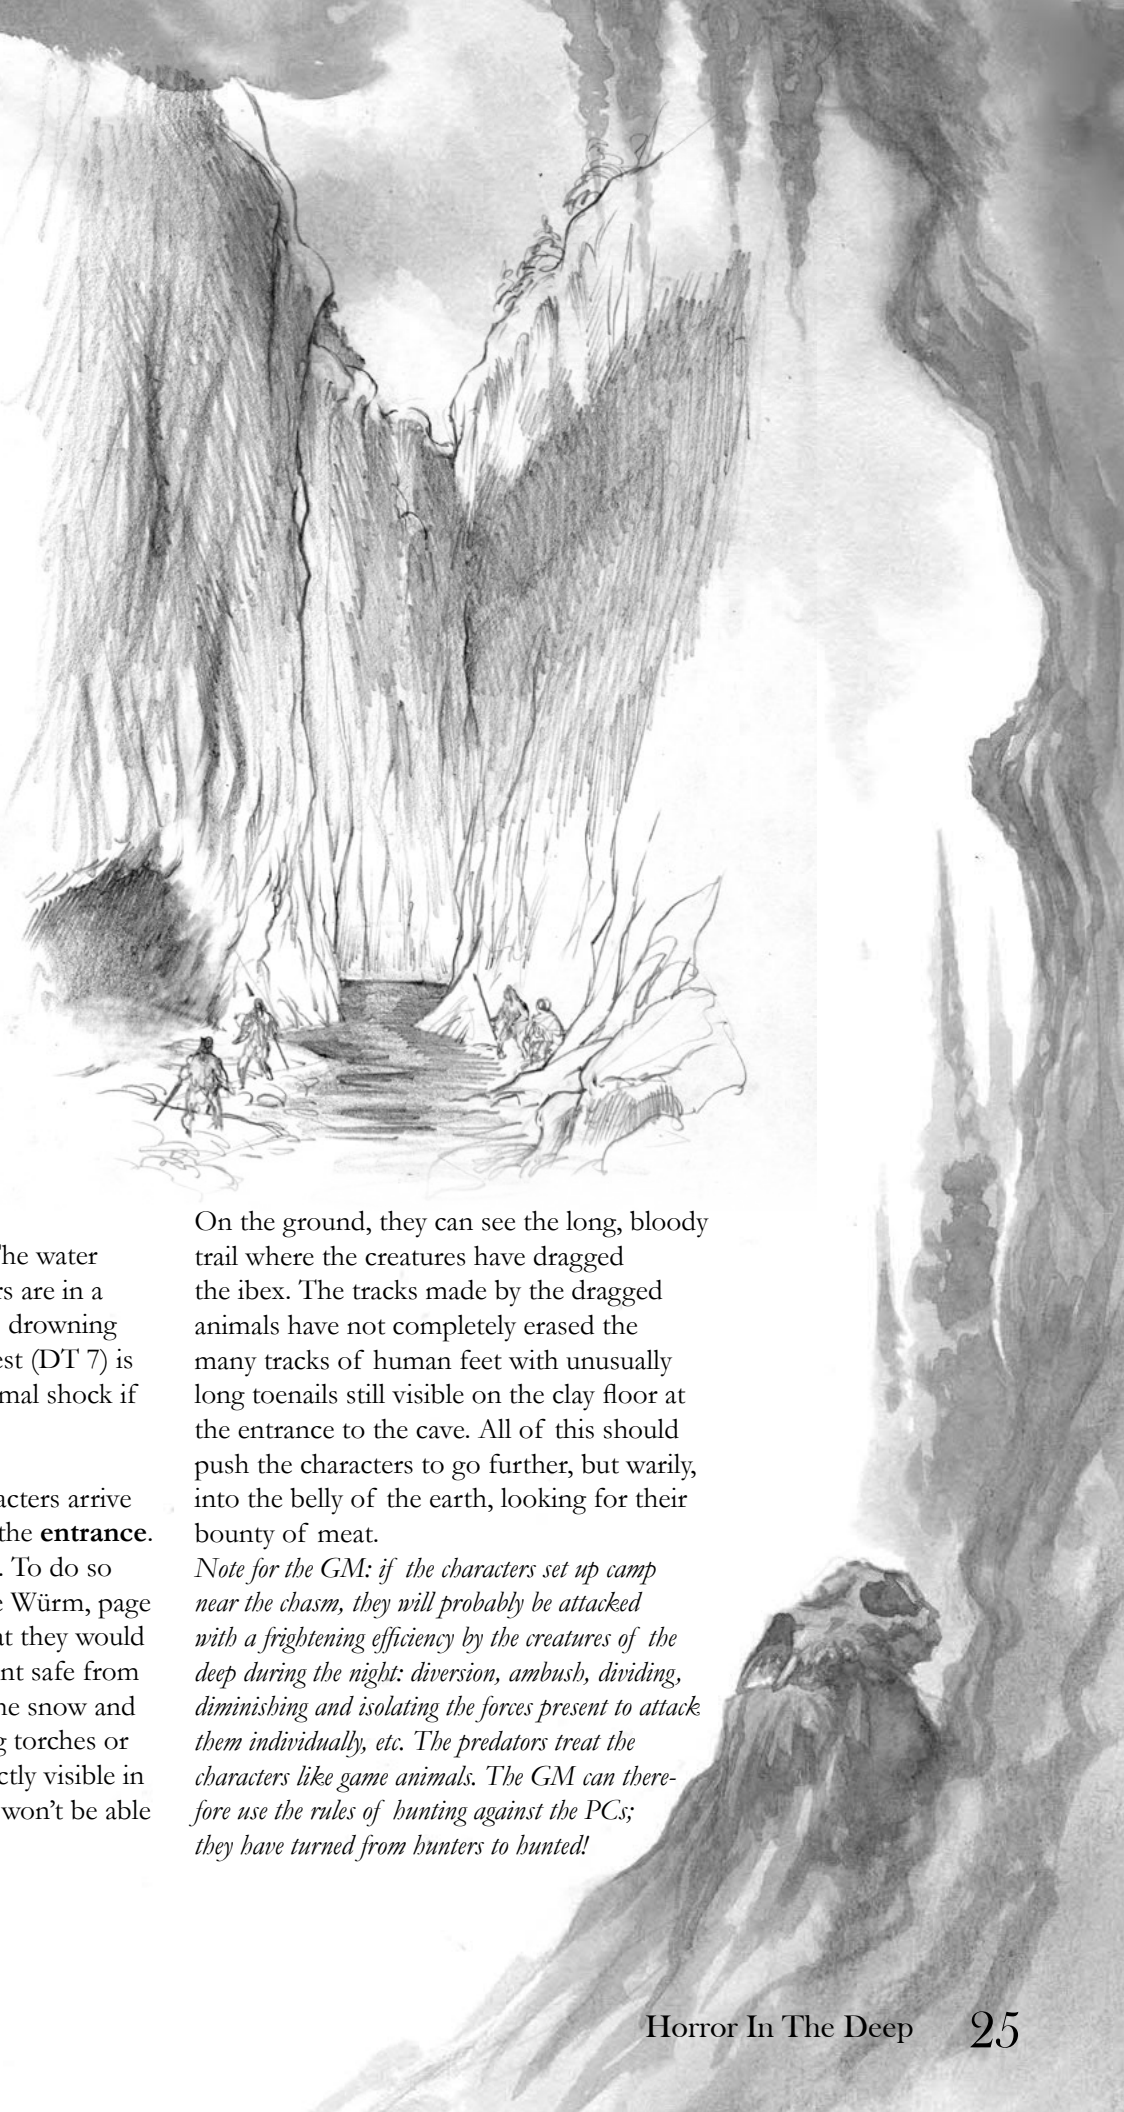 he water
rs are in a
drowning
est (DT 7) is
mal shock if
acters arrive
the entrance.
. To do so
e Würm, page
at they would
nt safe from
he snow and
g torches or
ctly visible in
won't be able
On the ground, they can see the long, bloody
trail where the creatures have dragged
the ibex. The tracks made by the dragged
animals have not completely erased the
many tracks of human feet with unusually
long toenails still visible on the clay floor at
the entrance to the cave. All of this should
push the characters to go further, but warily,
into the belly of the earth, looking for their
bounty of meat.
Note for the GM: if the characters set up camp
near the chasm, they will probably be attacked
with a frightening efficiency by the creatures of the
deep during the night: diversion, ambush, dividing,
diminishing and isolating the forces present to attack
them individually, etc. The predators treat the
characters like game animals. The GM can there-
fore use the rules of hunting against the PCs;
they have turned from hunters to hunted!
Horror In The Deep 25